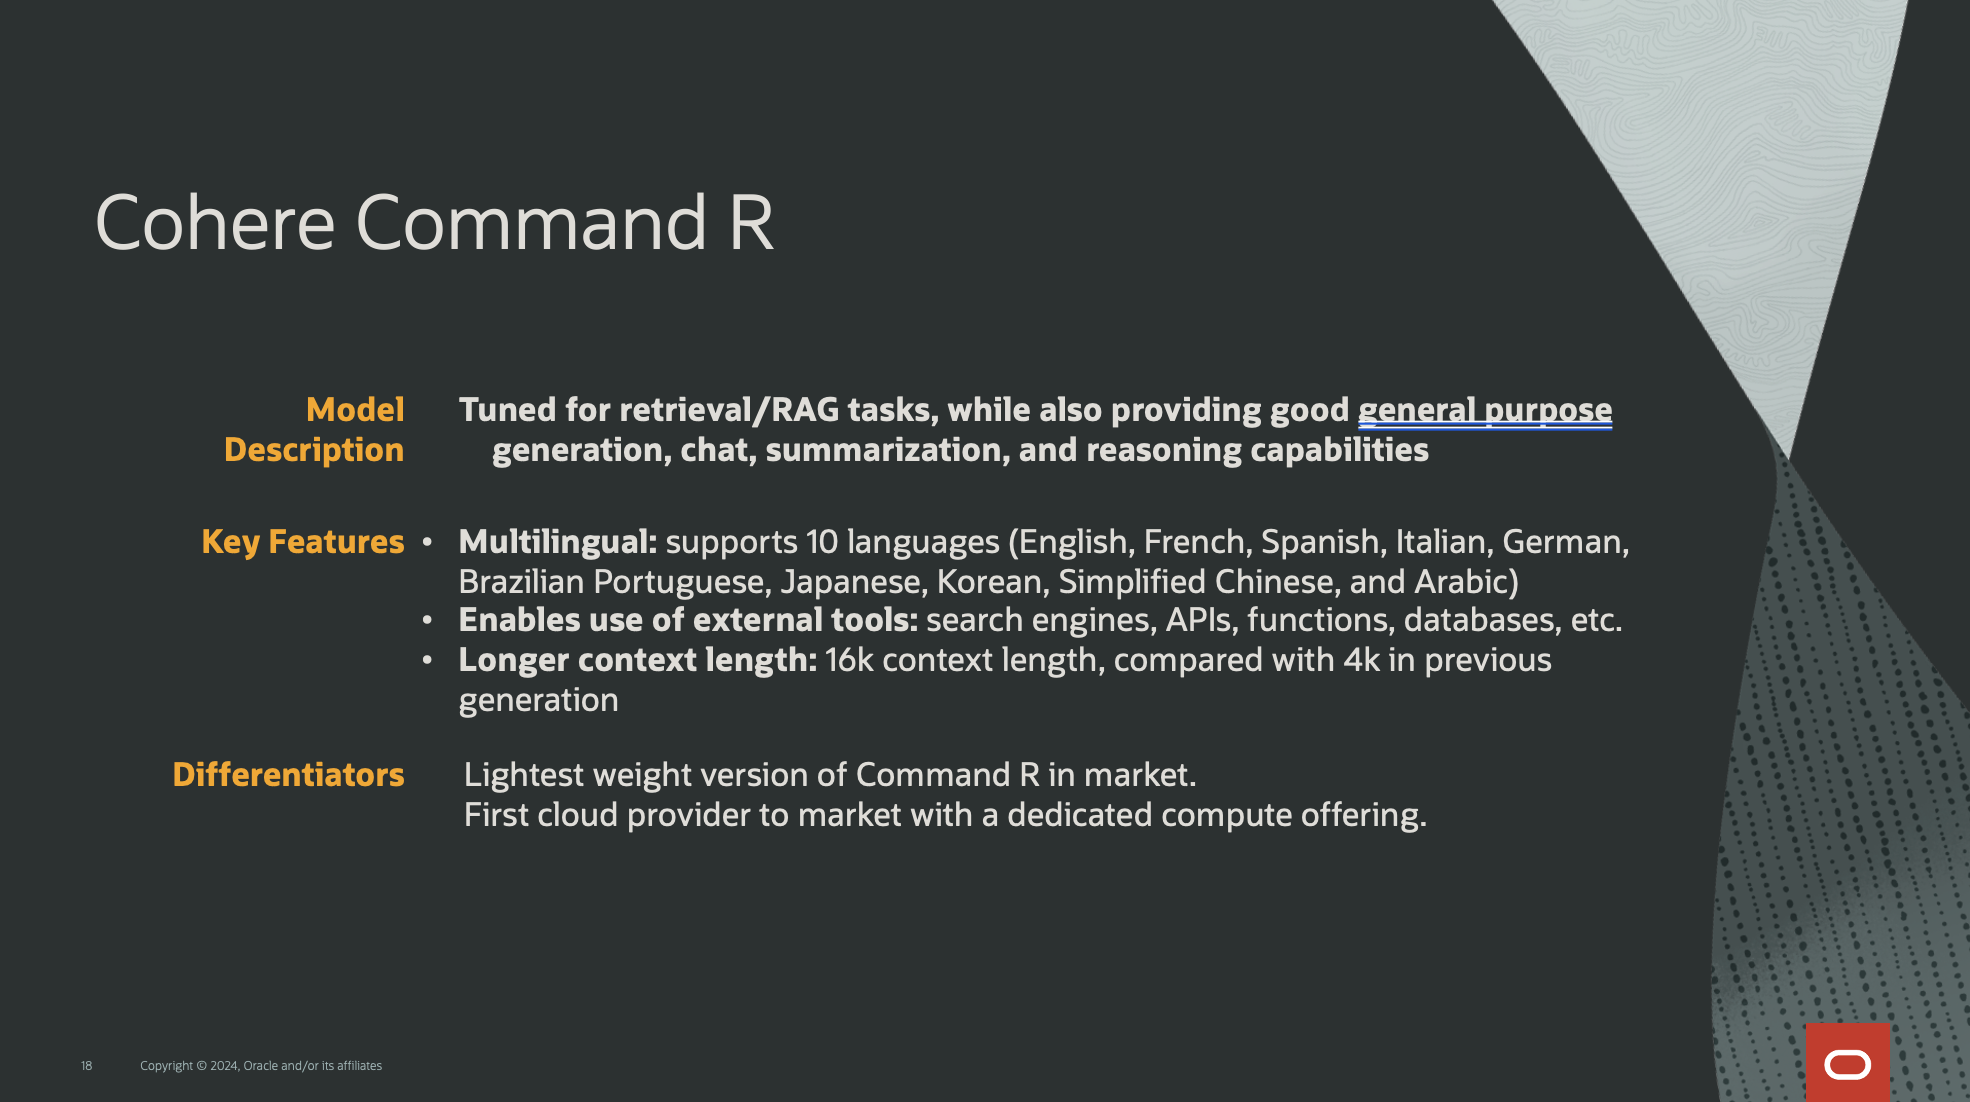 Cohere Command R
Model
Description
Tuned for retrieval/RAG tasks, while also providing good general purpose
generation, chat, summarization, and reasoning capabilities
Key Features
• Multilingual: supports 10 languages (English, French, Spanish, Italian, German,
Brazilian Portuguese, Japanese, Korean, Simplified Chinese, and Arabic)
• Enables use of external tools: search engines, APIs, functions, databases, etc.
• Longer context length: 16k context length, compared with 4k in previous
generation
Differentiators
Lightest weight version of Command R in market.
First cloud provider to market with a dedicated compute offering.
18
Copyright © 2024, Oracle and/or its affiliates